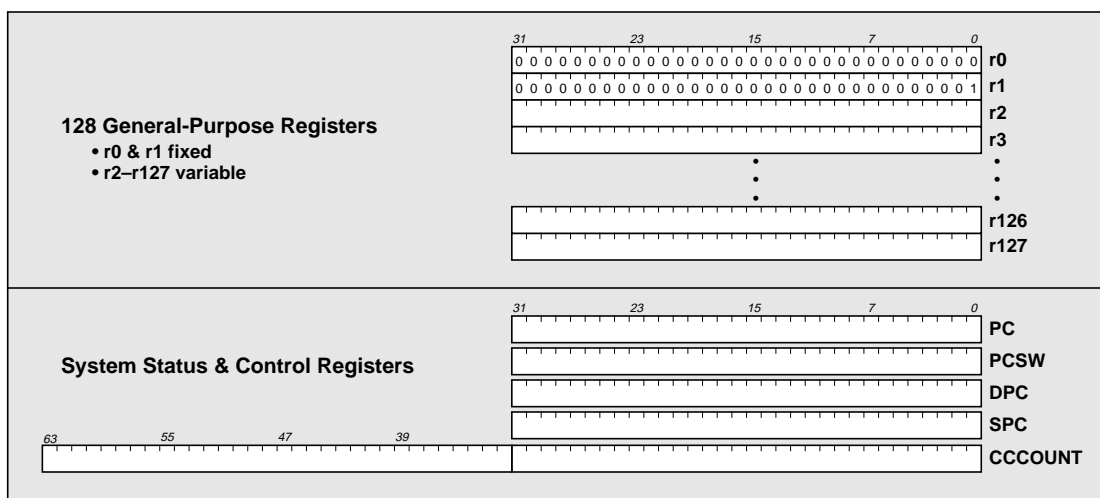 31 23 15 7 0
0 0 0 0 0 0 0 0 0 0 0 0 0 0 0 0 0 0 0 0 0 0 0 0 0 0 0 0 0 0 0 0 r0
0 0 0 0 0 0 0 0 0 0 0 0 0 0 0 0 0 0 0 0 0 0 0 0 0 0 0 0 0 0 0 1 r1
r2
128 General-Purpose Registers
r3
• r0 & r1 fixed
• r2–r127 variable
r126
r127
31 23 15 7 0
PC
System Status & Control Registers
PCSW
DPC
SPC
63 55 47 39
CCCOUNT